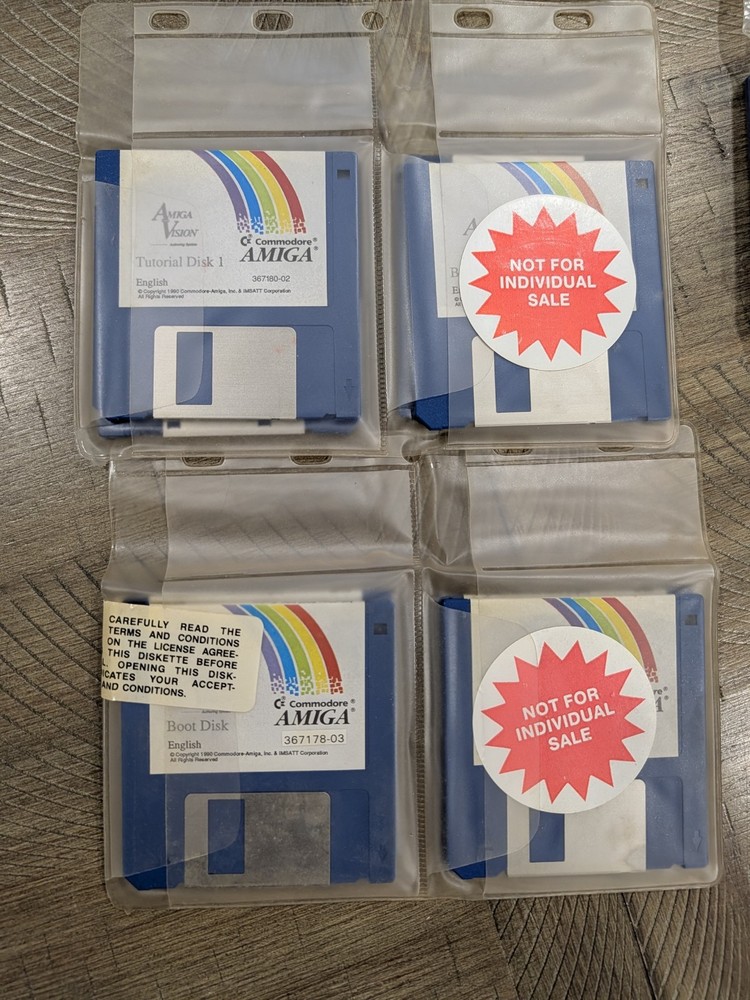 AMIGA
VISION
Commodore®
AMIGA®
Tutorial Disk 1
367180-02
English
© Copyright 1990 Commodore-Amiga, Inc. & IMSATT Corporation
All Rights Reserved
NOT FOR
INDIVIDUAL
SALE
CAREFULLY READ THE
TERMS AND CONDITIONS
ON THE LICENSE AGREE-
THIS DISKETTE BEFORE
OPENING THIS DISK-
ICATES YOUR ACCEPT-
AND CONDITIONS.
Commodore®
AMIGA®
Boot Disk
367178-03
English
© Copyright 1990 Commodore-Amiga, Inc. & IMSATT Corporation
All Rights Reserved
NOT FOR
INDIVIDUAL
SALE